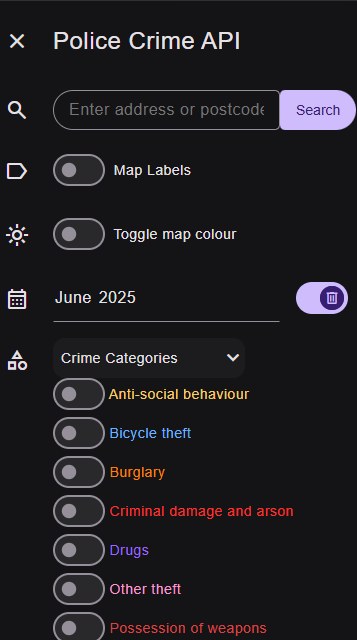 Police Crime API
Enter address or postcode
Search
Map Labels
Toggle map colour
June 2025
Crime Categories
Anti-social behaviour
Bicycle theft
Burglary
Criminal damage and arson
Drugs
Other theft
Possession of weapons